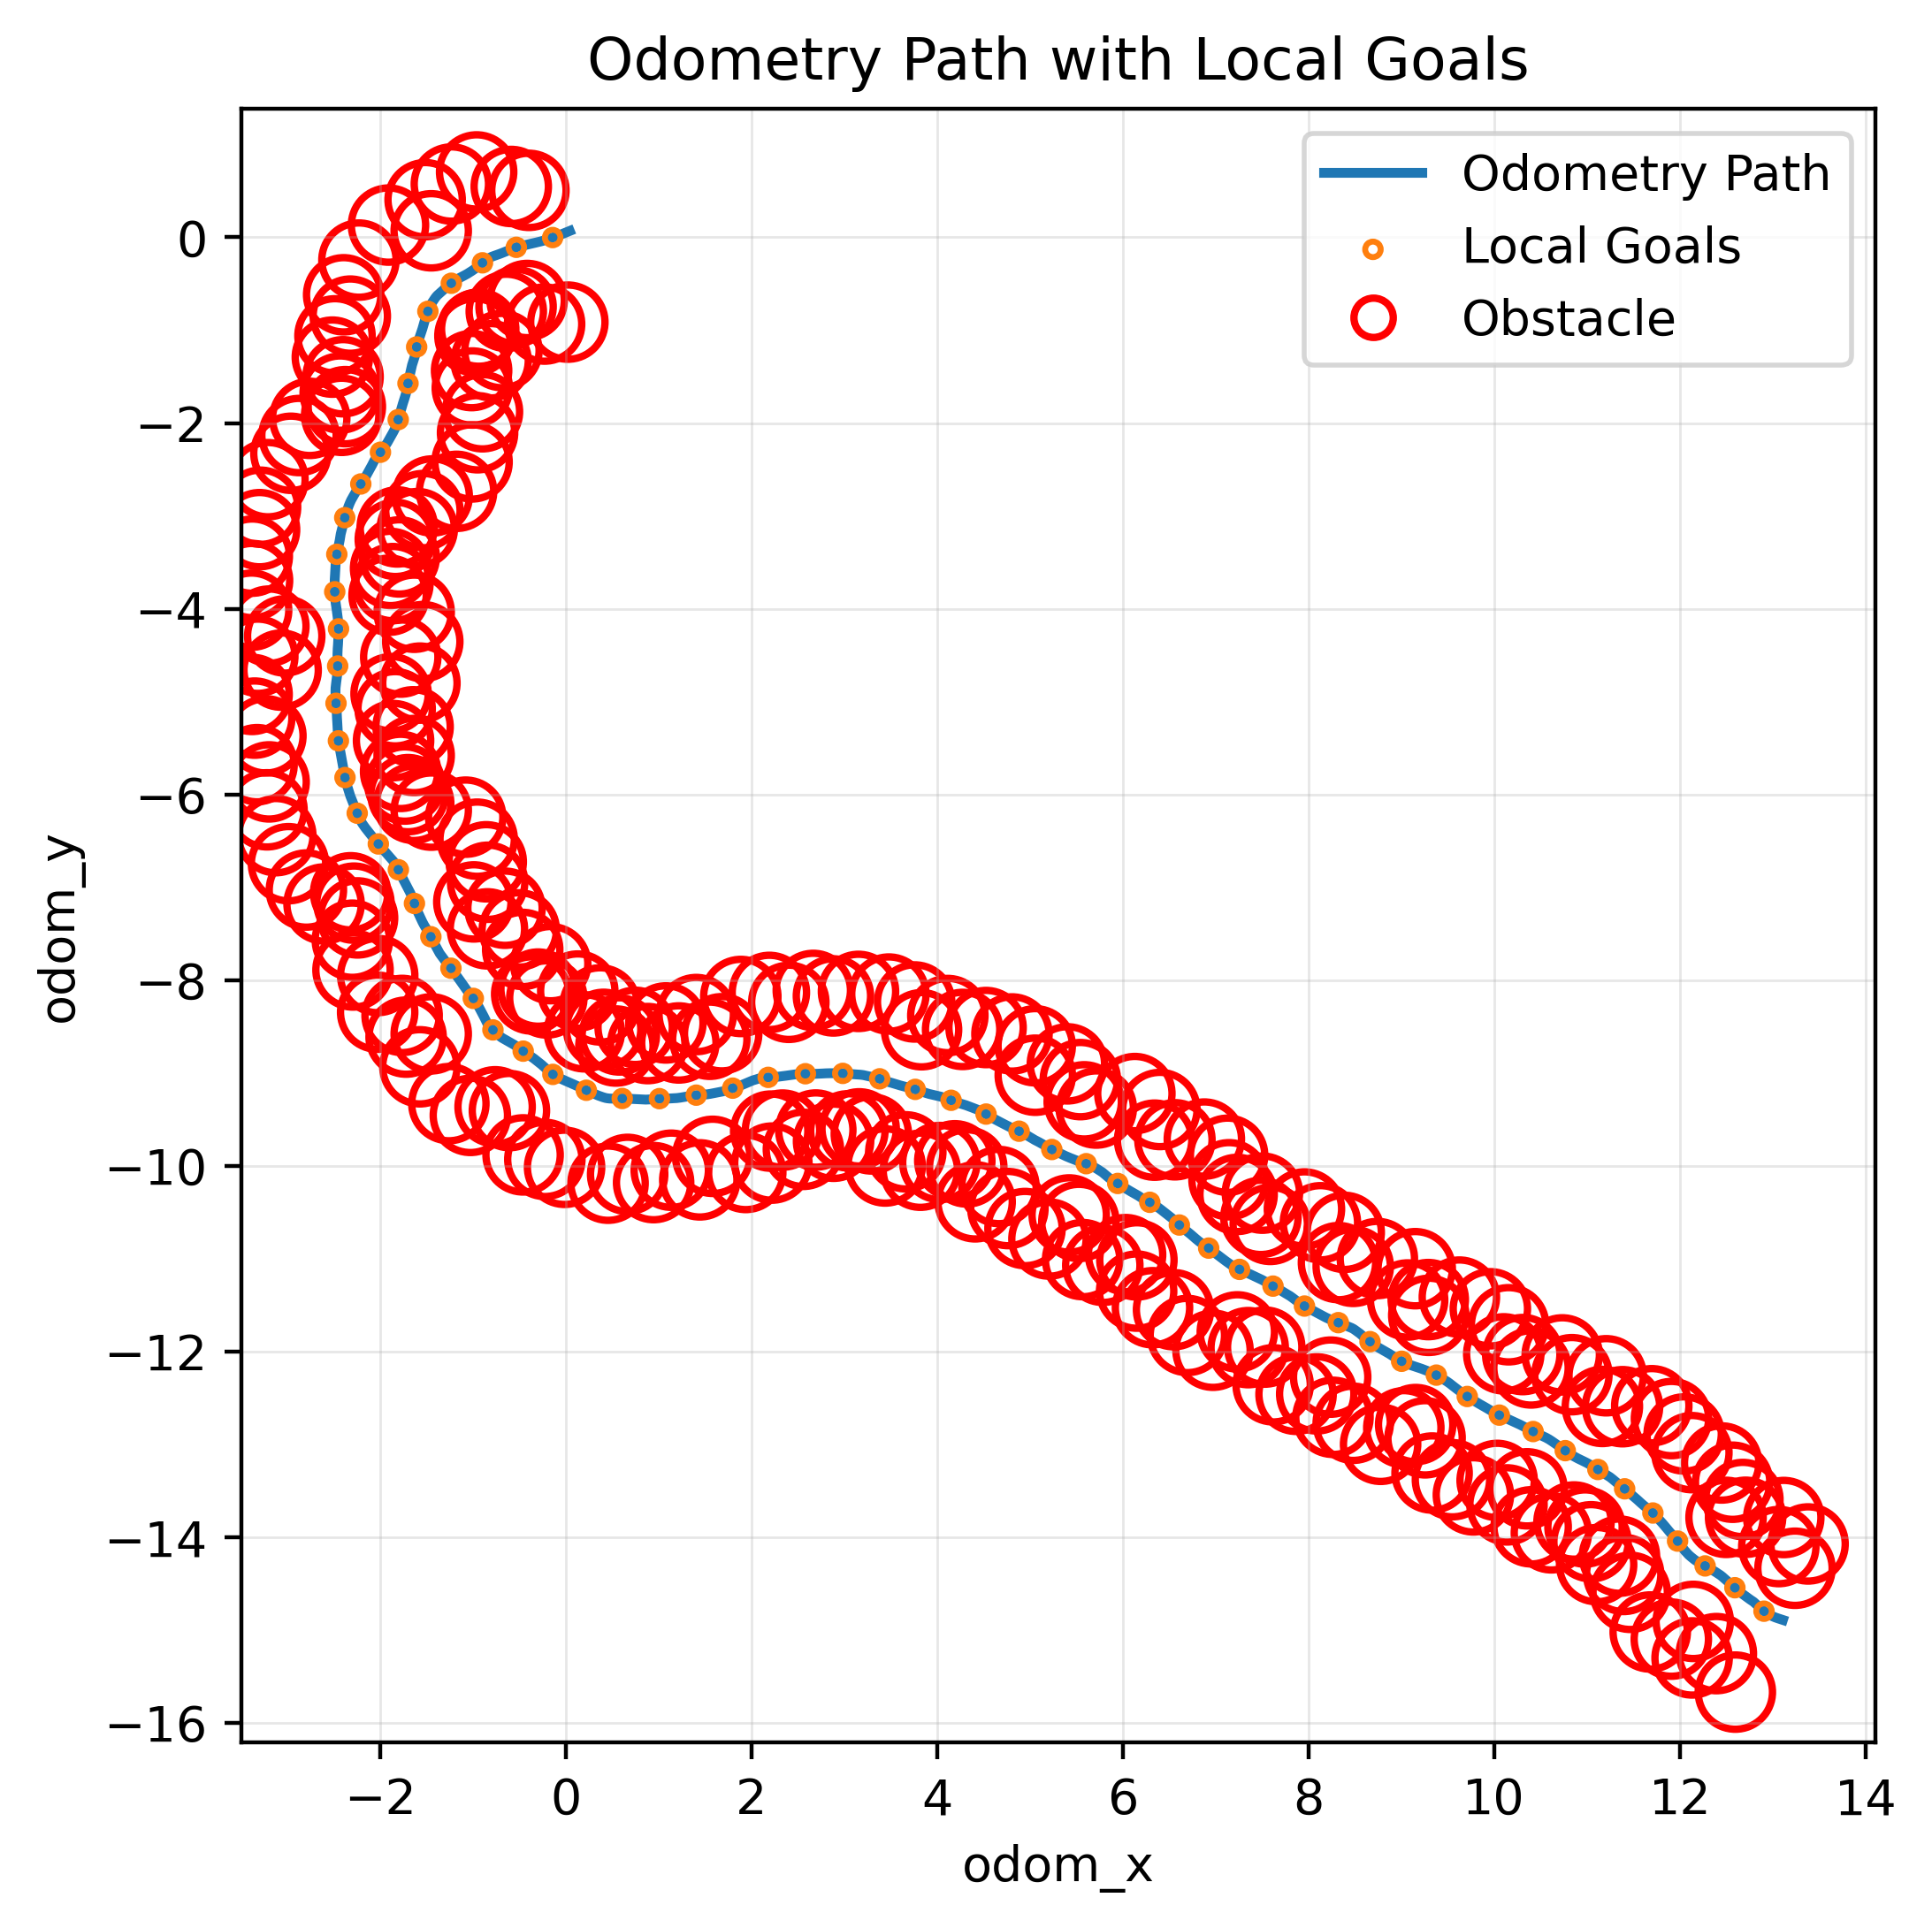 Odometry Path with Local Goals
Odometry Path
Local Goals
Obstacle
odom_y
0
−2
−4
−6
−8
−10
−12
−14
−16
−2 0 2 4 6 8 10 12 14
odom_x